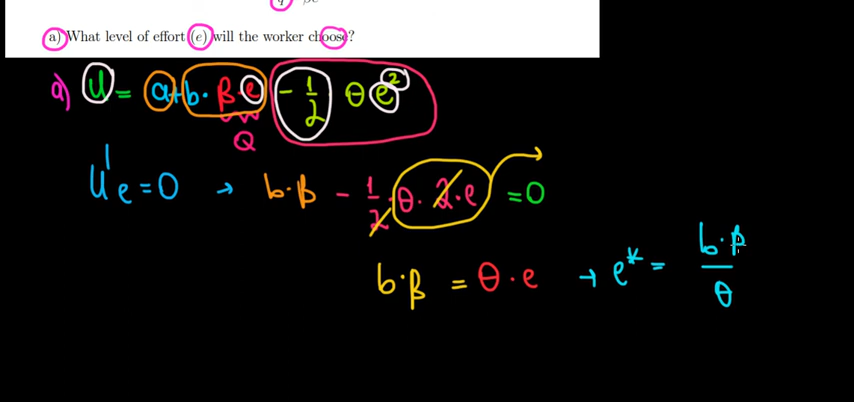 a) What level of effort (e) will the worker choose?
a) U = a + b · β e - 1/2 θ e²
Q
U'e = 0 → b·β - 1/2 · θ · 2 · e = 0
b·β = θ · e → e* = b·β/θ